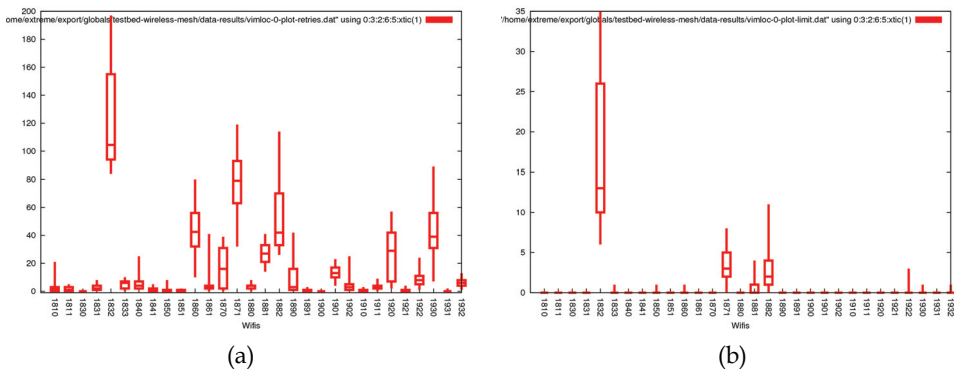 ome/extreme/export/globals/testbed-wireless-mesh/data-results/vimloc-0-plot-retries.dat" using 0:3:2:6:5:xtic(1)
200
180
160
140
120
100
80
60
40
20
0
1810 1811 1830 1831 1832 1833 1840 1841 1850 1851 1860 1861 1870 1871 1880 1881 1882 1890 1891 1900 1901 1902 1910 1911 1920 1921 1922 1930 1931 1932
Wifis
(a)
"/home/extreme/export/globals/testbed-wireless-mesh/data-results/vimloc-0-plot-limit.dat" using 0:3:2:6:5:xtic(1)
35
30
25
20
15
10
5
0
1810 1811 1830 1831 1832 1833 1840 1841 1850 1851 1860 1861 1870 1871 1880 1881 1882 1890 1891 1900 1901 1902 1910 1911 1920 1921 1922 1930 1931 1932
Wifis
(b)